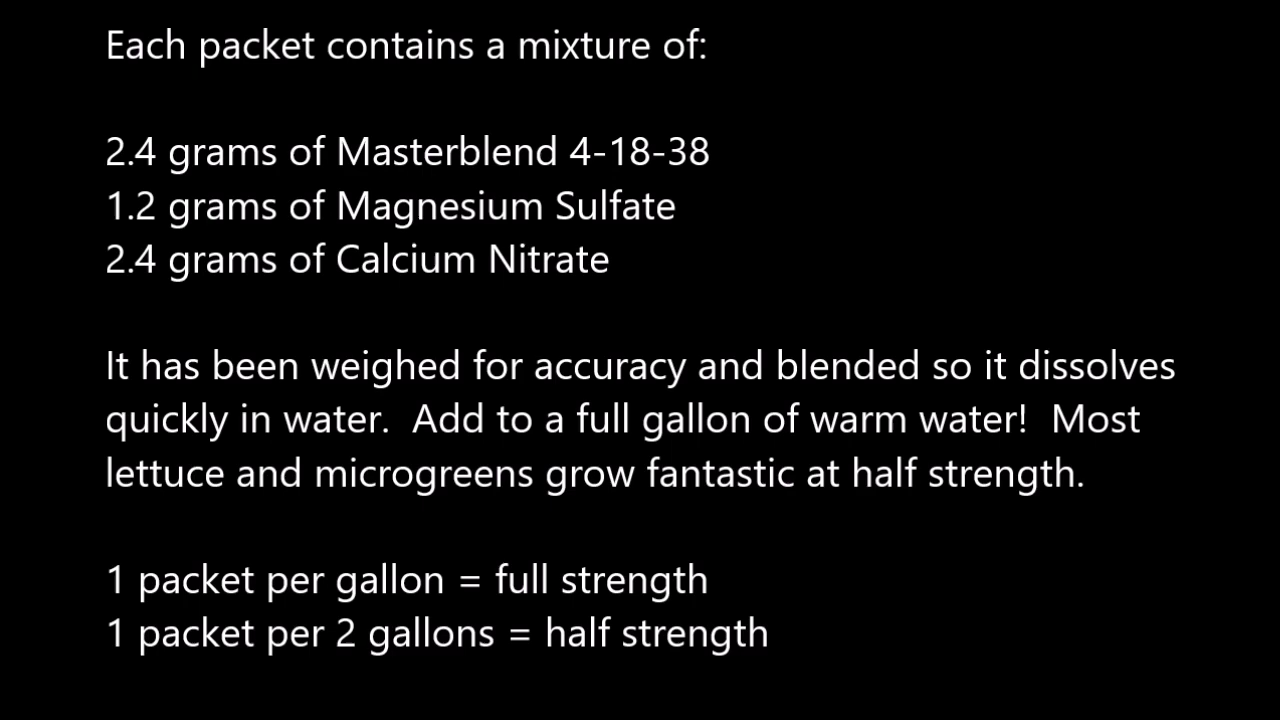 Each packet contains a mixture of:
2.4 grams of Masterblend 4-18-38
1.2 grams of Magnesium Sulfate
2.4 grams of Calcium Nitrate
It has been weighed for accuracy and blended so it dissolves
quickly in water.  Add to a full gallon of warm water!  Most
lettuce and microgreens grow fantastic at half strength.
1 packet per gallon = full strength
1 packet per 2 gallons = half strength